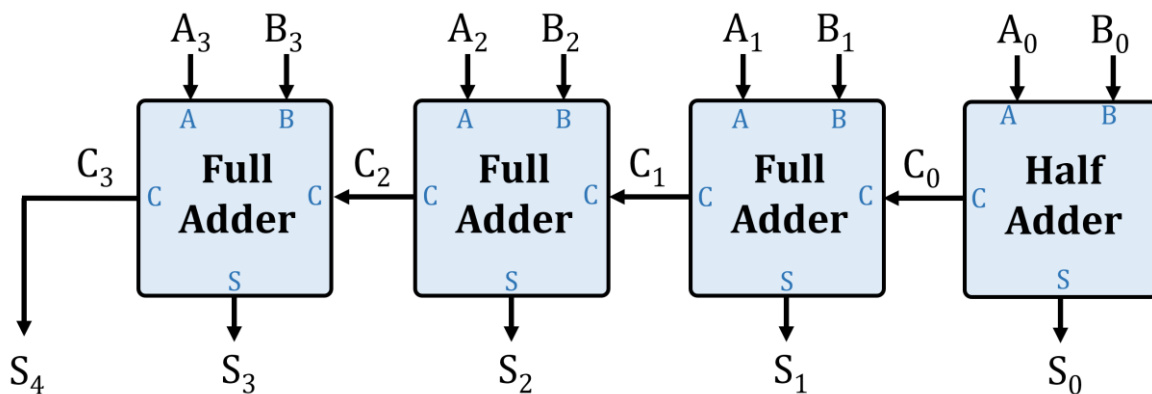 A₃ B₃ A₂ B₂ A₁ B₁ A₀ B₀
A B A B A B A B
C₃ C₂ C₁ C₀
Full Full Full Half
C Adder C C Adder C C Adder C C Adder
S S S S
S₄ S₃ S₂ S₁ S₀